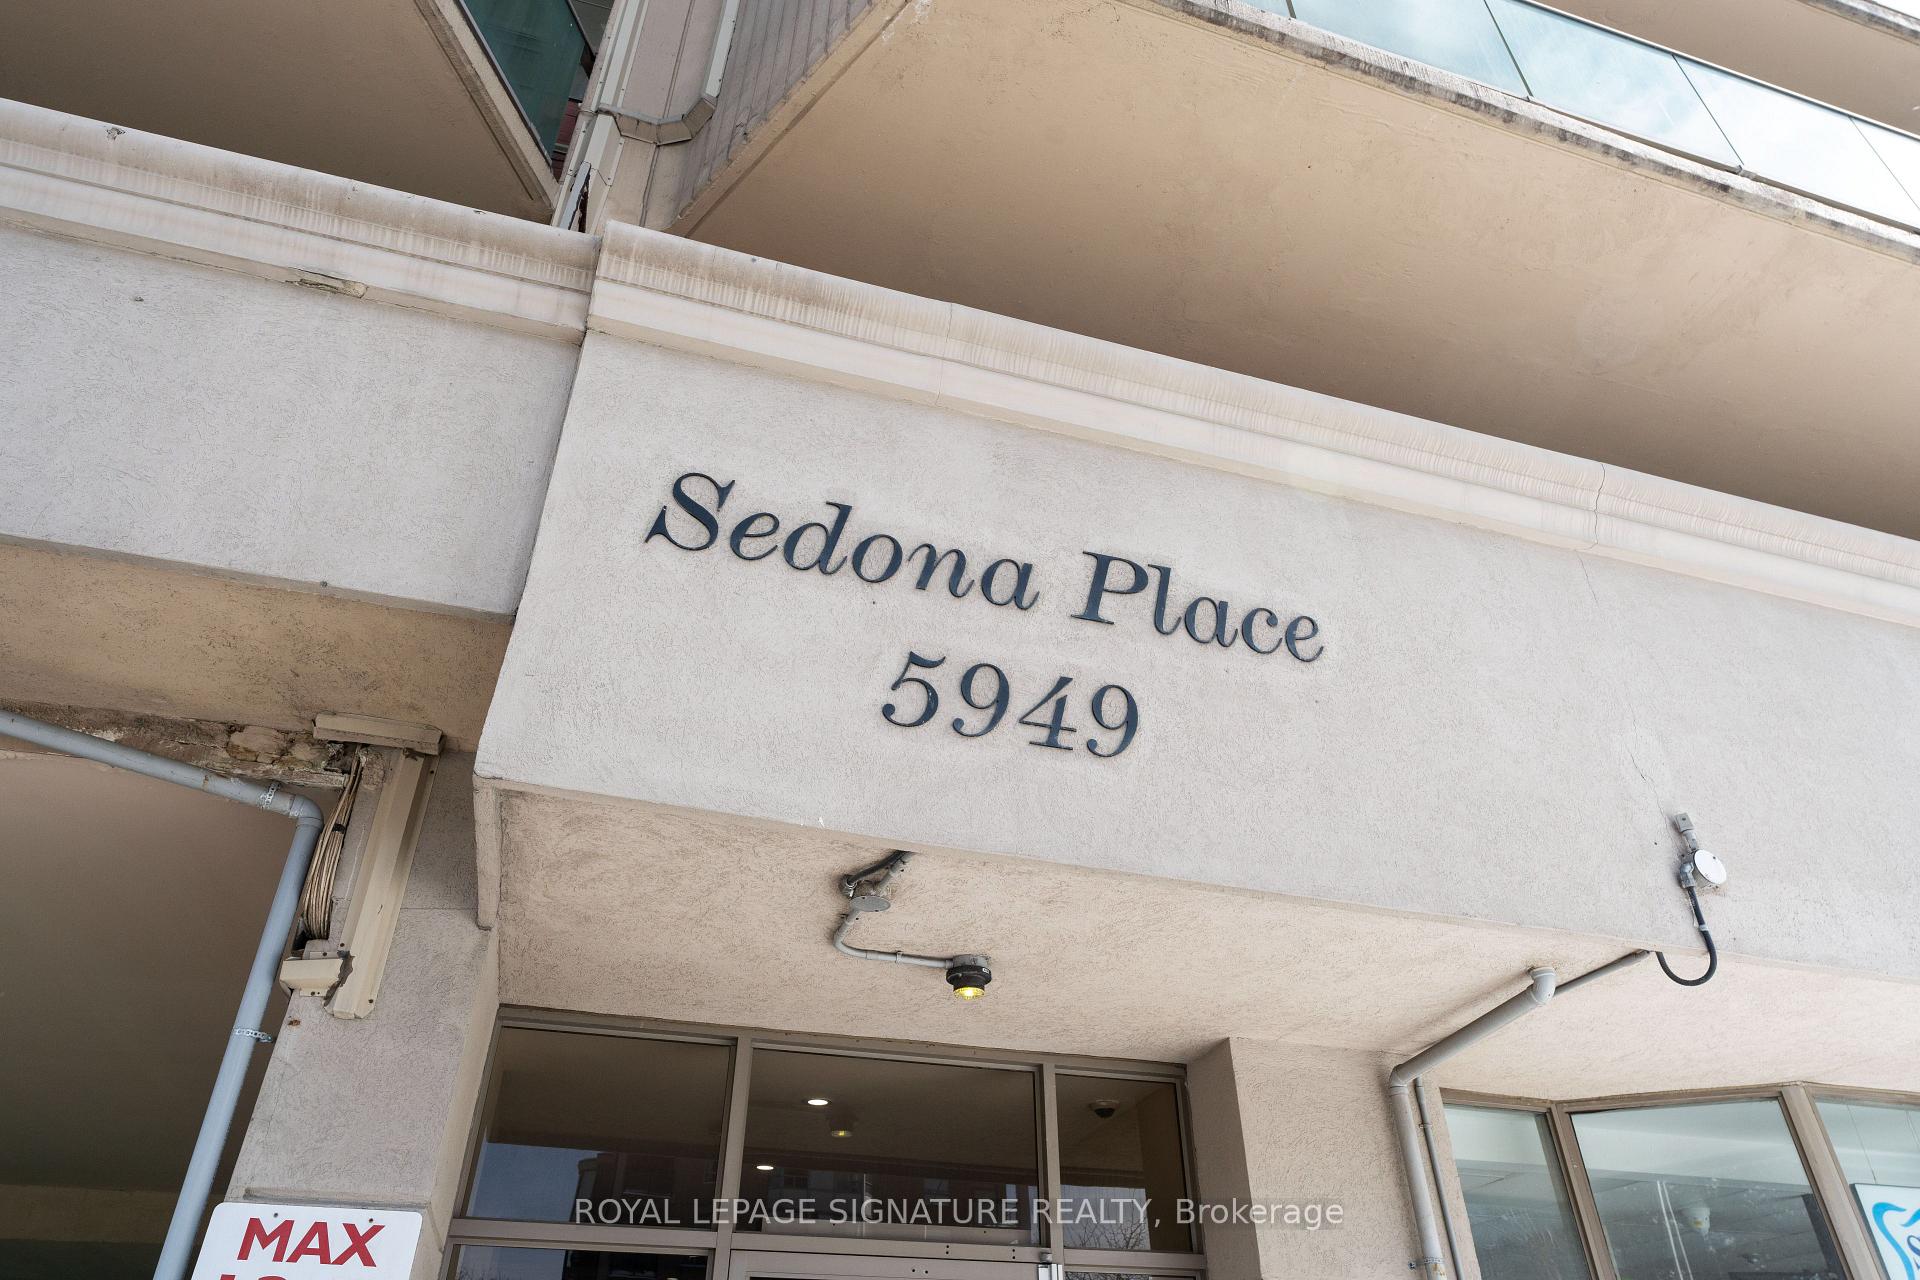 Sedona Place
5949
MAX
ROYAL LEPAGE SIGNATURE REALTY, Brokerage